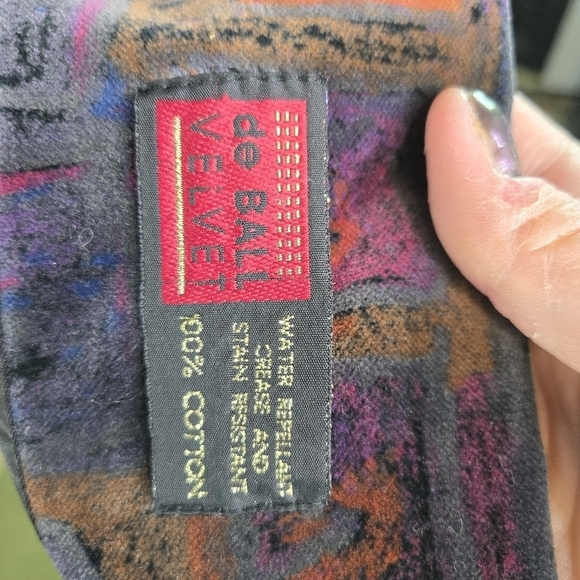 de BALL
VELVET
WATER REPELLANT
CREASE AND
STAIN RESISTANT
100% COTTON